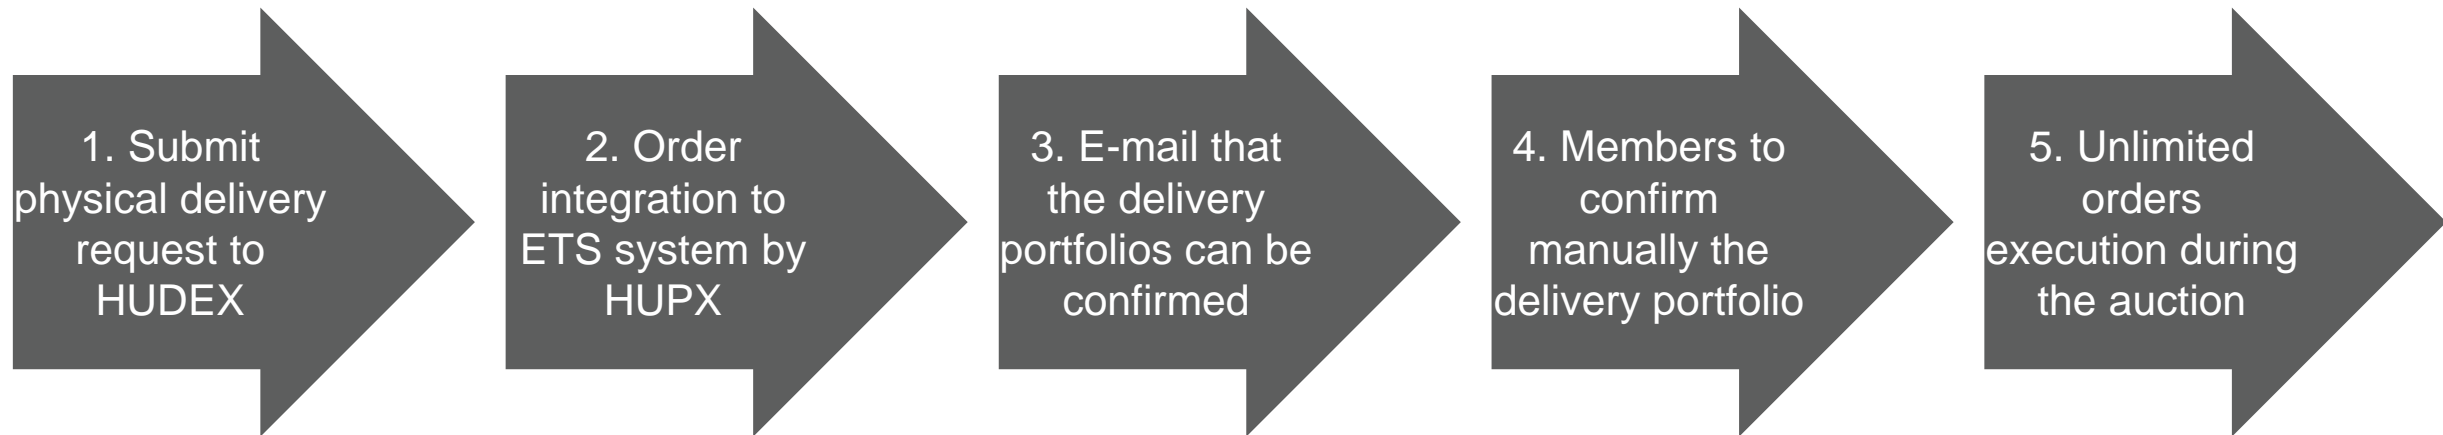 1. Submit
physical delivery
request to
HUDEX
2. Order
integration to
ETS system by
HUPX
3. E-mail that
the delivery
portfolios can be
confirmed
4. Members to
confirm
manually the
delivery portfolio
5. Unlimited
orders
execution during
the auction